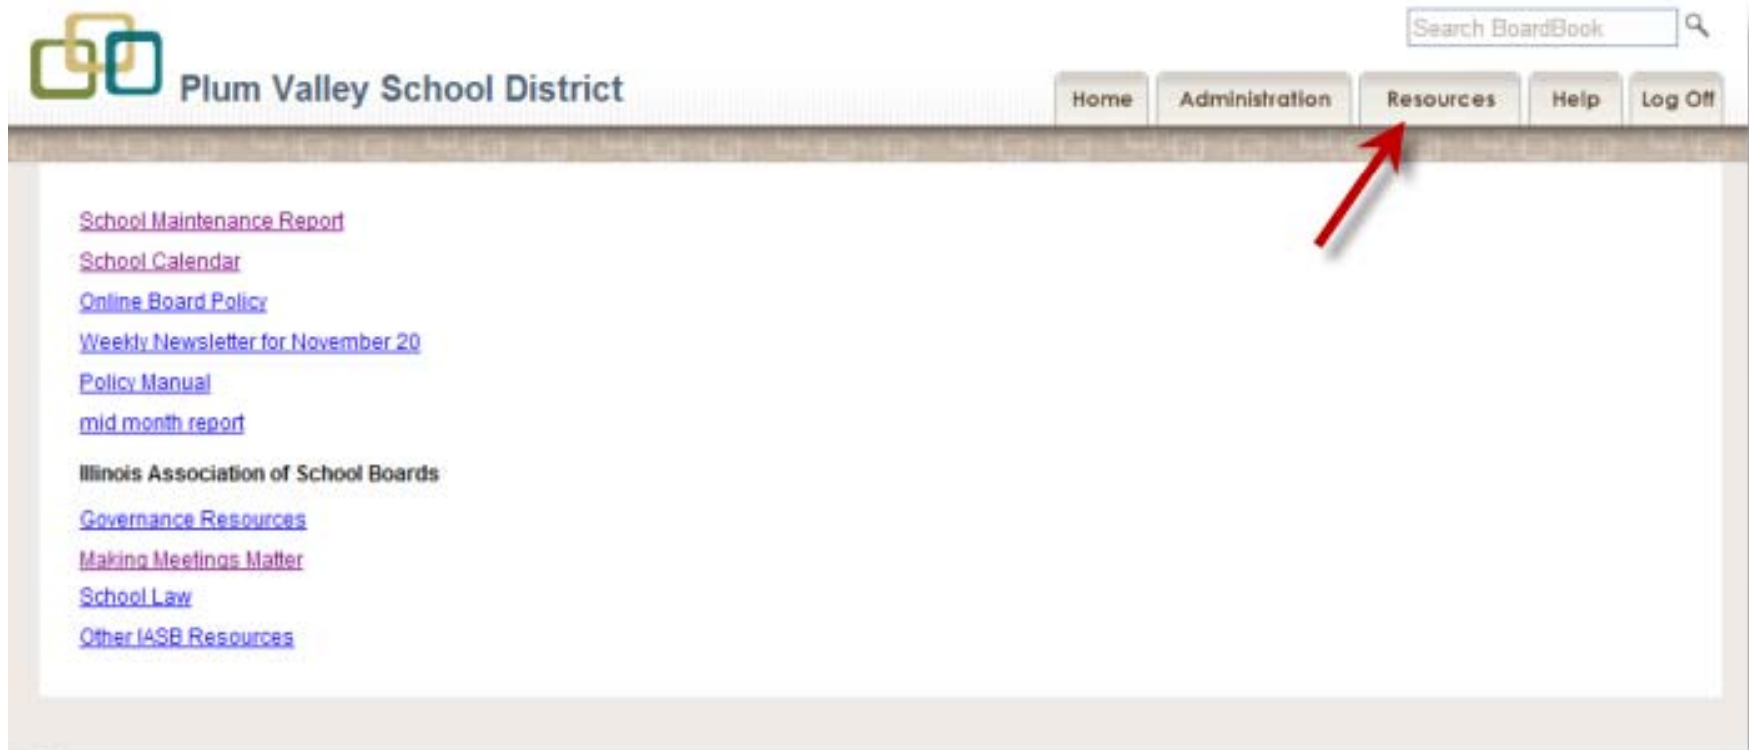 Search BoardBook
Plum Valley School District
Home Administration Resources Help Log Off
School Maintenance Report
School Calendar
Online Board Policy
Weekly Newsletter for November 20
Policy Manual
mid month report
Illinois Association of School Boards
Governance Resources
Making Meetings Matter
School Law
Other IASB Resources